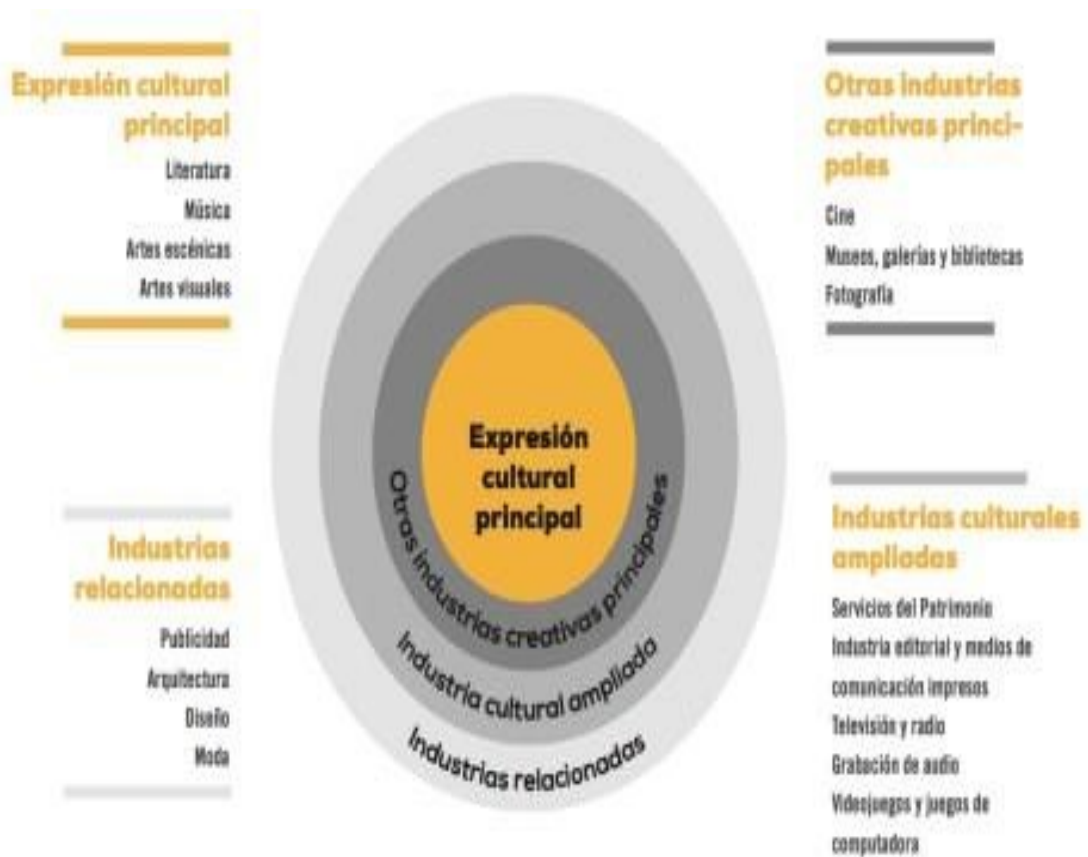 Expresión cultural
principal
Literatura
Música
Artes escénicas
Artes visuales
Otras industrias
creativas princi-
pales
Cine
Museos, galerías y bibliotecas
Fotografía
Expresión
cultural
principal
Otras industrias creativas principales
Industria cultural ampliada
Industrias relacionadas
Industrias
relacionadas
Publicidad
Arquitectura
Diseño
Moda
Industrias culturales
ampliadas
Servicios del Patrimonio
Industria editorial y medios de
comunicación impresos
Televisión y radio
Grabación de audio
Videojuegos y juegos de
computadora